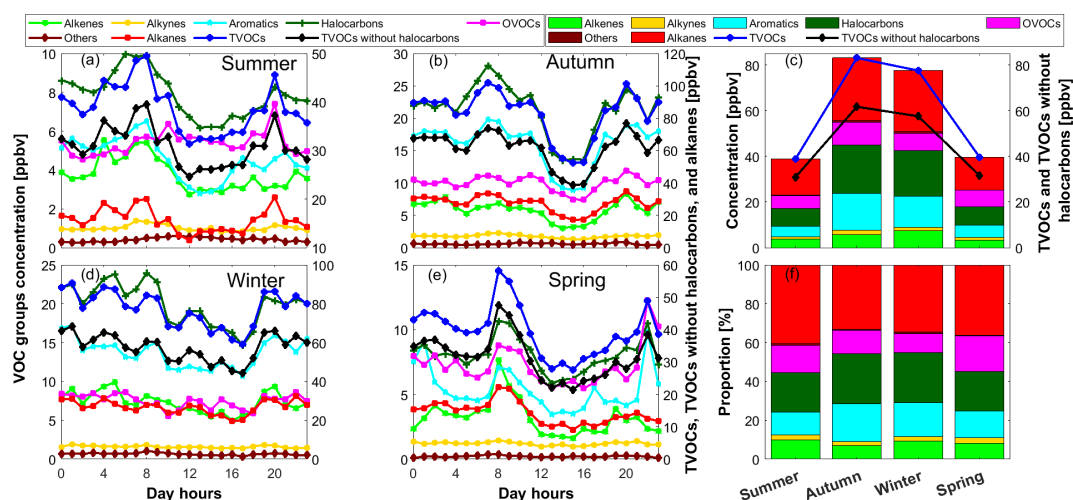 Alkenes Alkynes Aromatics Halocarbons OVOCs
Others Alkanes TVOCs TVOCs without halocarbons
Alkenes Alkynes Aromatics Halocarbons OVOCs
Others Alkanes TVOCs TVOCs without halocarbons
(a) Summer
0 2 4 6 8 10
10 20 30 40 50
(b) Autumn
0 5 10 15 20 25 30
0 20 40 60 80 100 120
(c)
0 20 40 60 80
0 20 40 60 80
Concentration [ppbv]
TVOCs and TVOCs without
halocarbons [ppbv]
VOC groups concentration [ppbv]
TVOCs, TVOCs without halocarbons, and alkanes [ppbv]
(d) Winter
0 5 10 15 20 25
0 20 40 60 80 100
0 4 8 12 16 20
Day hours
(e) Spring
0 5 10 15
0 10 20 30 40 50 60
0 4 8 12 16 20
Day hours
(f)
0 20 40 60 80 100
Proportion [%]
Summer Autumn Winter Spring